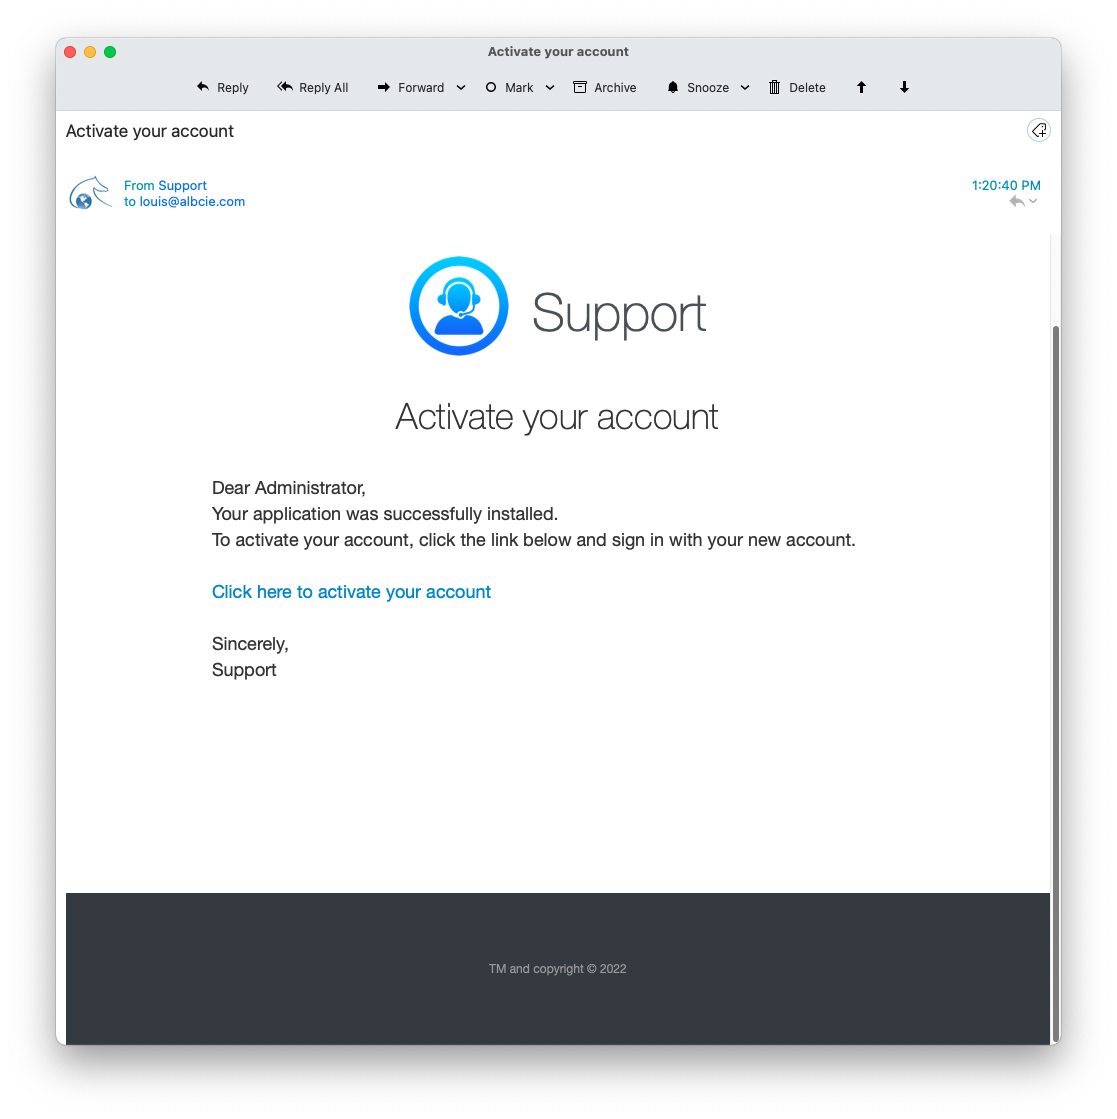 Activate your account
Reply Reply All Forward Mark Archive Snooze Delete
Activate your account
From Support 1:20:40 PM
to louis@albcie.com
Support
Activate your account
Dear Administrator,
Your application was successfully installed.
To activate your account, click the link below and sign in with your new account.
Click here to activate your account
Sincerely,
Support
TM and copyright © 2022